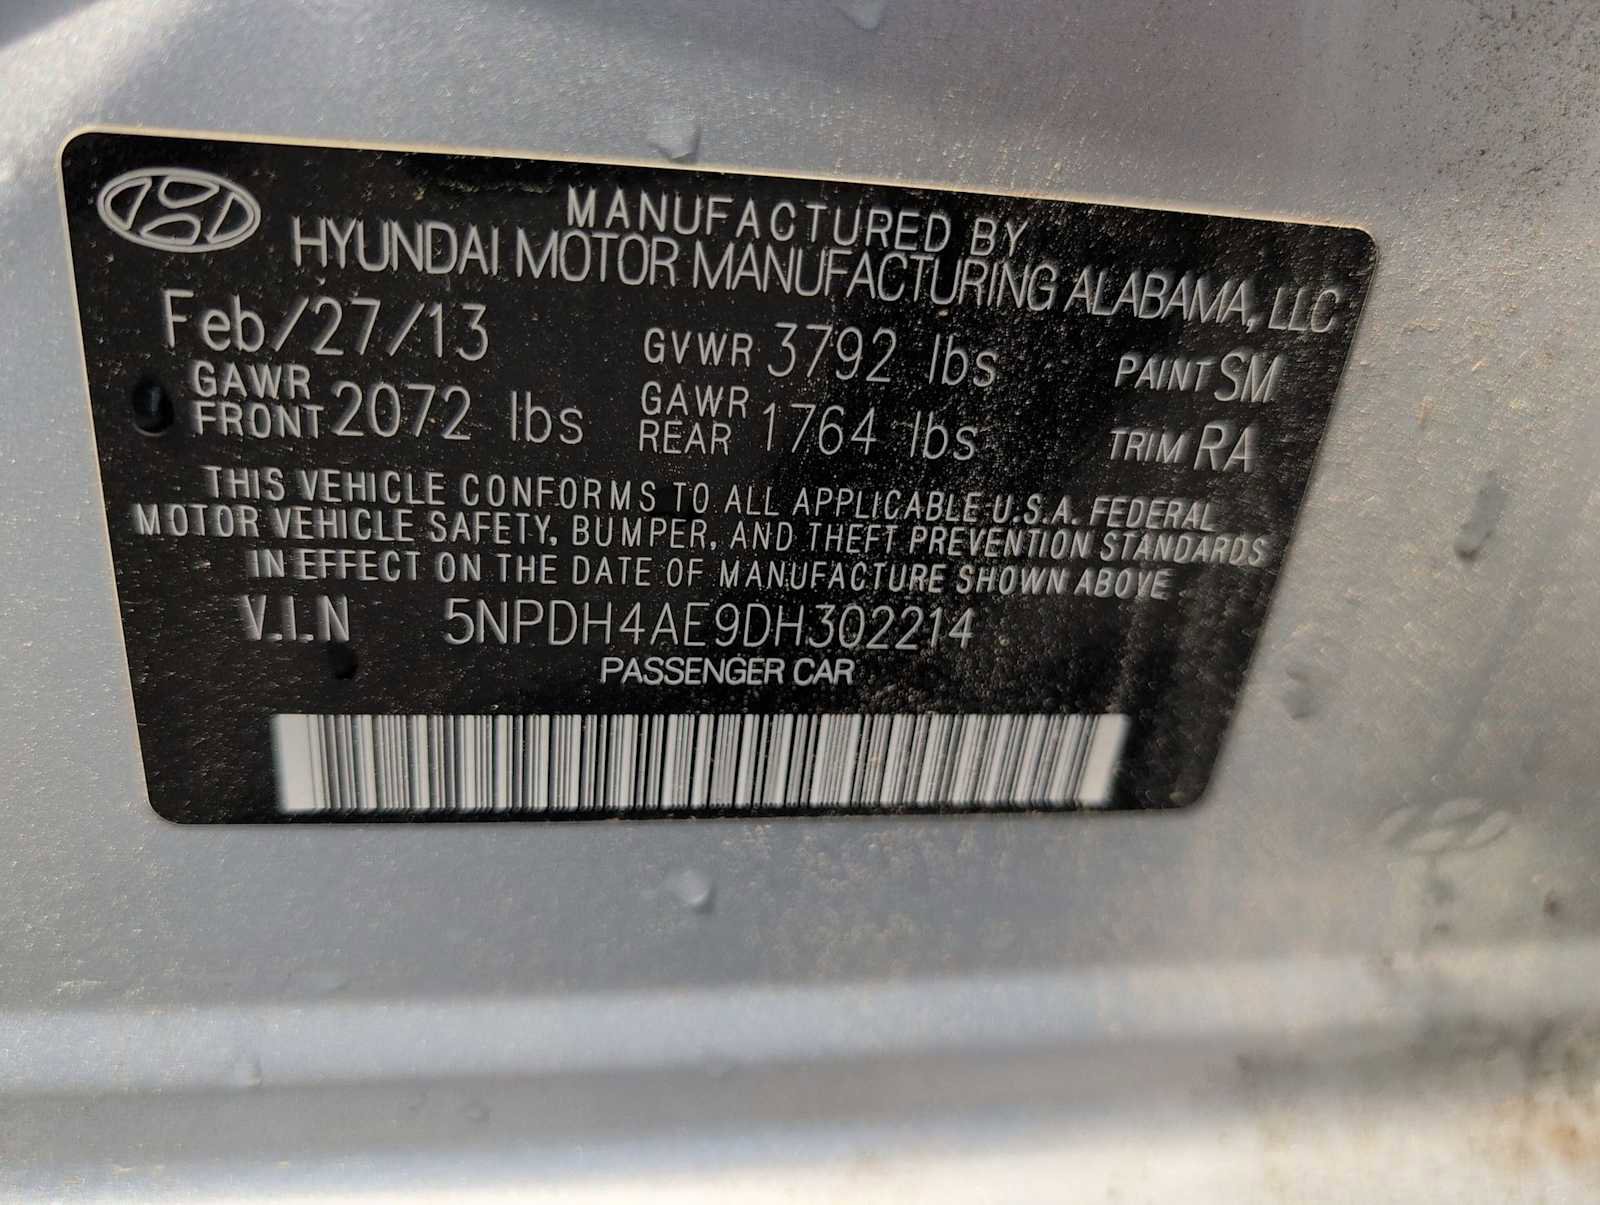 MANUFACTURED BY
HYUNDAI MOTOR MANUFACTURING ALABAMA, LLC
Feb/27/13 GVWR 3792 lbs PAINT SM
GAWR FRONT 2072 lbs GAWR REAR 1764 lbs TRIM RA
THIS VEHICLE CONFORMS TO ALL APPLICABLE U.S.A. FEDERAL
MOTOR VEHICLE SAFETY, BUMPER, AND THEFT PREVENTION STANDARDS
IN EFFECT ON THE DATE OF MANUFACTURE SHOWN ABOVE
V.I.N 5NPDH4AE9DH302214
PASSENGER CAR